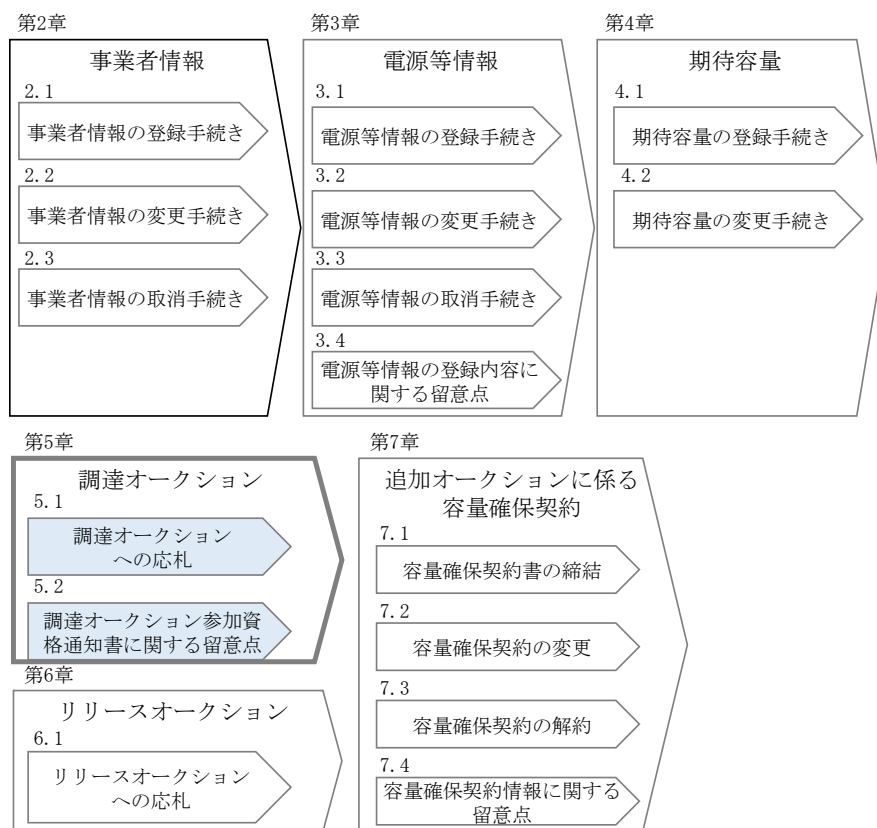 第2章
事業者情報
2.1
事業者情報の登録手続き
2.2
事業者情報の変更手続き
2.3
事業者情報の取消手続き
第3章
電源等情報
3.1
電源等情報の登録手続き
3.2
電源等情報の変更手続き
3.3
電源等情報の取消手続き
3.4
電源等情報の登録内容に
関する留意点
第4章
期待容量
4.1
期待容量の登録手続き
4.2
期待容量の変更手続き
第5章
調達オークション
5.1
調達オークション
への応札
5.2
調達オークション参加資
格通知書に関する留意点
第6章
リリースオークション
6.1
リリースオークション
への応札
第7章
追加オークションに係る
容量確保契約
7.1
容量確保契約書の締結
7.2
容量確保契約の変更
7.3
容量確保契約の解約
7.4
容量確保契約情報に関する
留意点